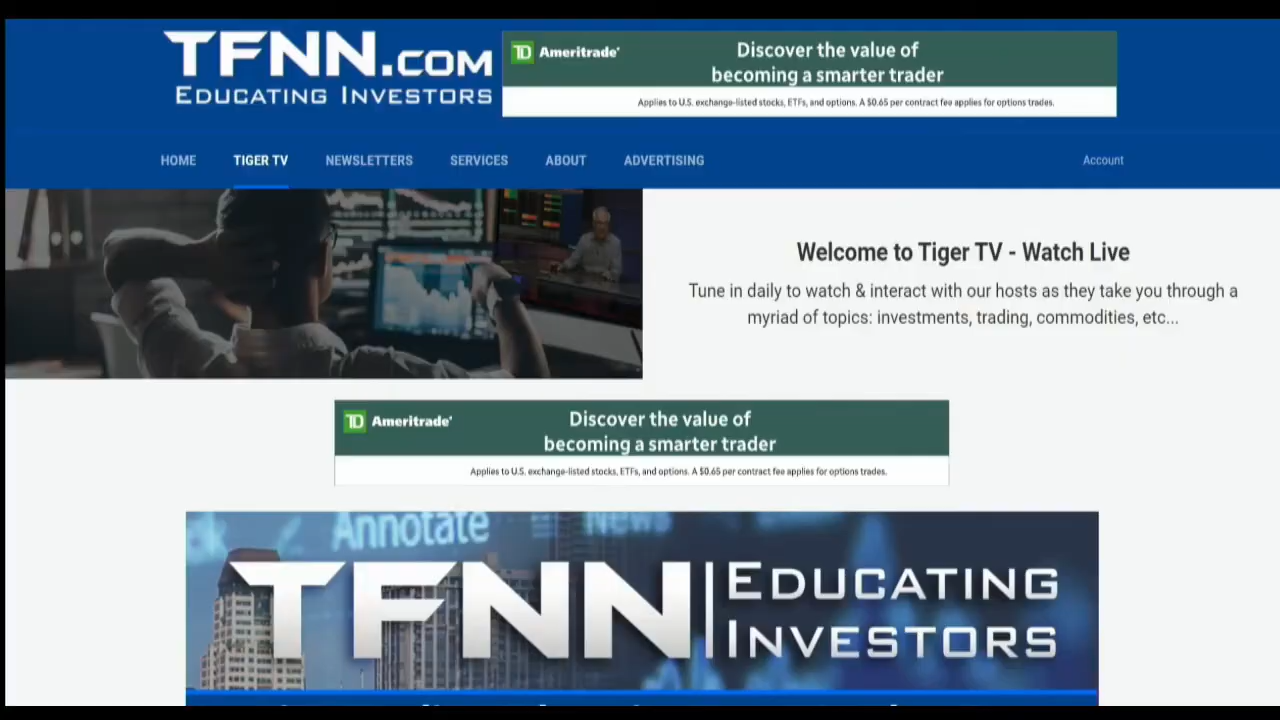 TFNN.COM
EDUCATING INVESTORS
TD Ameritrade
Discover the value of
becoming a smarter trader
Applies to U.S. exchange-listed stocks, ETFs, and options. A $0.65 per contract fee applies for options trades.
HOME TIGER TV NEWSLETTERS SERVICES ABOUT ADVERTISING Account
Welcome to Tiger TV - Watch Live
Tune in daily to watch & interact with our hosts as they take you through a
myriad of topics: investments, trading, commodities, etc...
TD Ameritrade
Discover the value of
becoming a smarter trader
Applies to U.S. exchange-listed stocks, ETFs, and options. A $0.65 per contract fee applies for options trades.
Annotate News
TFNN EDUCATING
INVESTORS